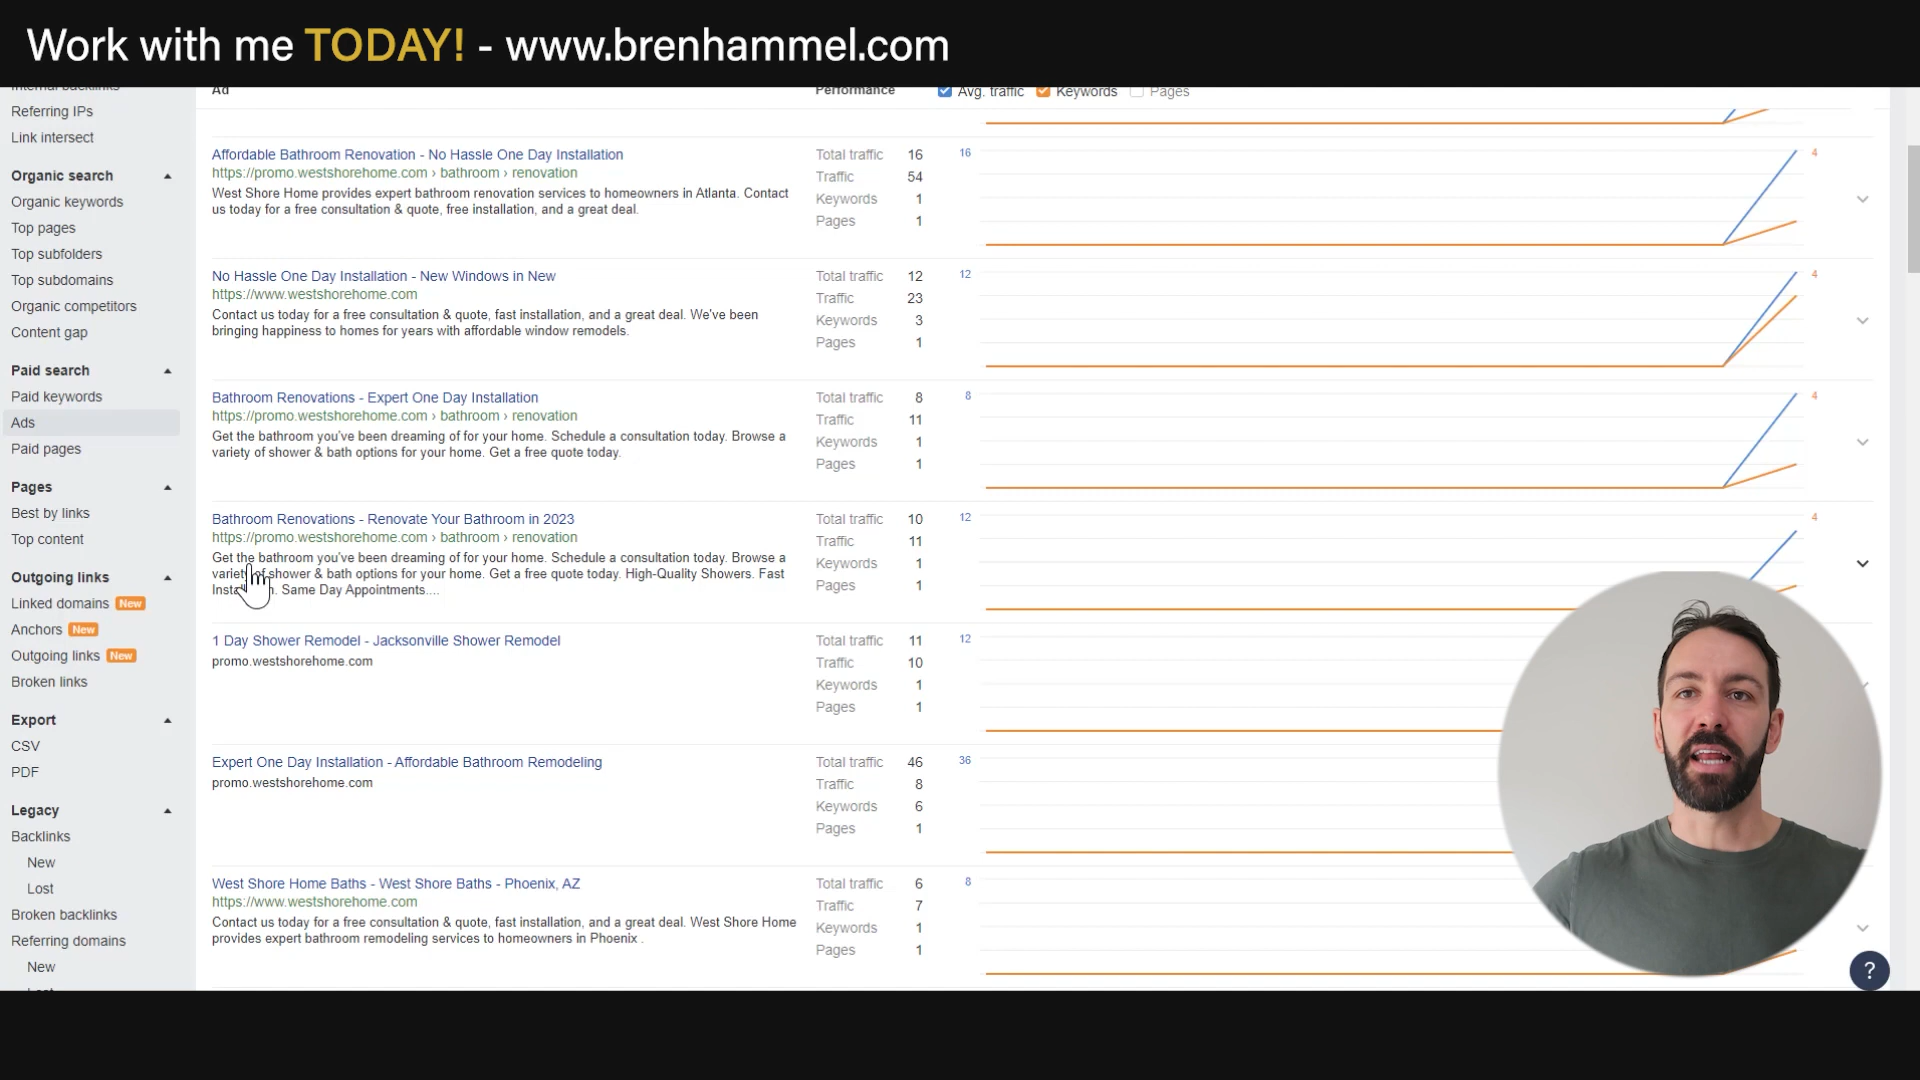 Work with me TODAY! - www.brenhammel.com
Internal backlinks
Referring IPs
Link intersect
Organic search
Organic keywords
Top pages
Top subfolders
Top subdomains
Organic competitors
Content gap
Paid search
Paid keywords
Ads
Paid pages
Pages
Best by links
Top content
Outgoing links
Linked domains New
Anchors New
Outgoing links New
Broken links
Export
CSV
PDF
Legacy
Backlinks
New
Lost
Broken backlinks
Referring domains
New
Lost
Ad Performance Avg. traffic Keywords Pages
Affordable Bathroom Renovation - No Hassle One Day Installation
https://promo.westshorehome.com › bathroom › renovation
West Shore Home provides expert bathroom renovation services to homeowners in Atlanta. Contact
us today for a free consultation & quote, free installation, and a great deal.
Total traffic 16
Traffic 54
Keywords 1
Pages 1
16
4
No Hassle One Day Installation - New Windows in New
https://www.westshorehome.com
Contact us today for a free consultation & quote, fast installation, and a great deal. We've been
bringing happiness to homes for years with affordable window remodels.
Total traffic 12
Traffic 23
Keywords 3
Pages 1
12
4
Bathroom Renovations - Expert One Day Installation
https://promo.westshorehome.com › bathroom › renovation
Get the bathroom you've been dreaming of for your home. Schedule a consultation today. Browse a
variety of shower & bath options for your home. Get a free quote today.
Total traffic 8
Traffic 11
Keywords 1
Pages 1
8
4
Bathroom Renovations - Renovate Your Bathroom in 2023
https://promo.westshorehome.com › bathroom › renovation
Get the bathroom you've been dreaming of for your home. Schedule a consultation today. Browse a
variety of shower & bath options for your home. Get a free quote today. High-Quality Showers. Fast
Same Day Appointments....
Total traffic 10
Traffic 11
Keywords 1
Pages 1
12
4
1 Day Shower Remodel - Jacksonville Shower Remodel
promo.westshorehome.com
Total traffic 11
Traffic 10
Keywords 1
Pages 1
12
Expert One Day Installation - Affordable Bathroom Remodeling
promo.westshorehome.com
Total traffic 46
Traffic 8
Keywords 6
Pages 1
36
West Shore Home Baths - West Shore Baths - Phoenix, AZ
https://www.westshorehome.com
Contact us today for a free consultation & quote, fast installation, and a great deal. West Shore Home
provides expert bathroom remodeling services to homeowners in Phoenix .
Total traffic 6
Traffic 7
Keywords 1
Pages 1
8
?